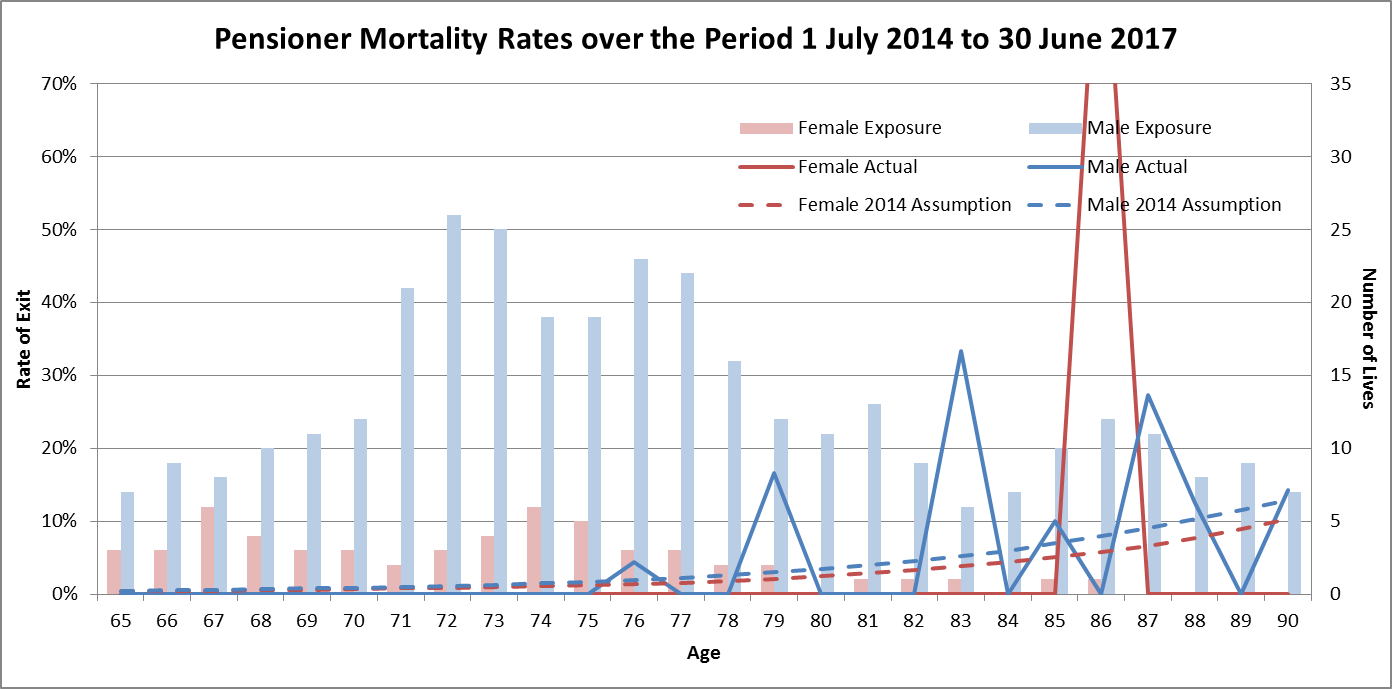 Pensioner Mortality Rates over the Period 1 July 2014 to 30 June 2017
70%
60%
50%
40%
30%
20%
10%
0%
Rate of Exit
35
30
25
20
15
10
5
0
Number of Lives
Female Exposure
Male Exposure
Female Actual
Male Actual
Female 2014 Assumption
Male 2014 Assumption
65 66 67 68 69 70 71 72 73 74 75 76 77 78 79 80 81 82 83 84 85 86 87 88 89 90
Age